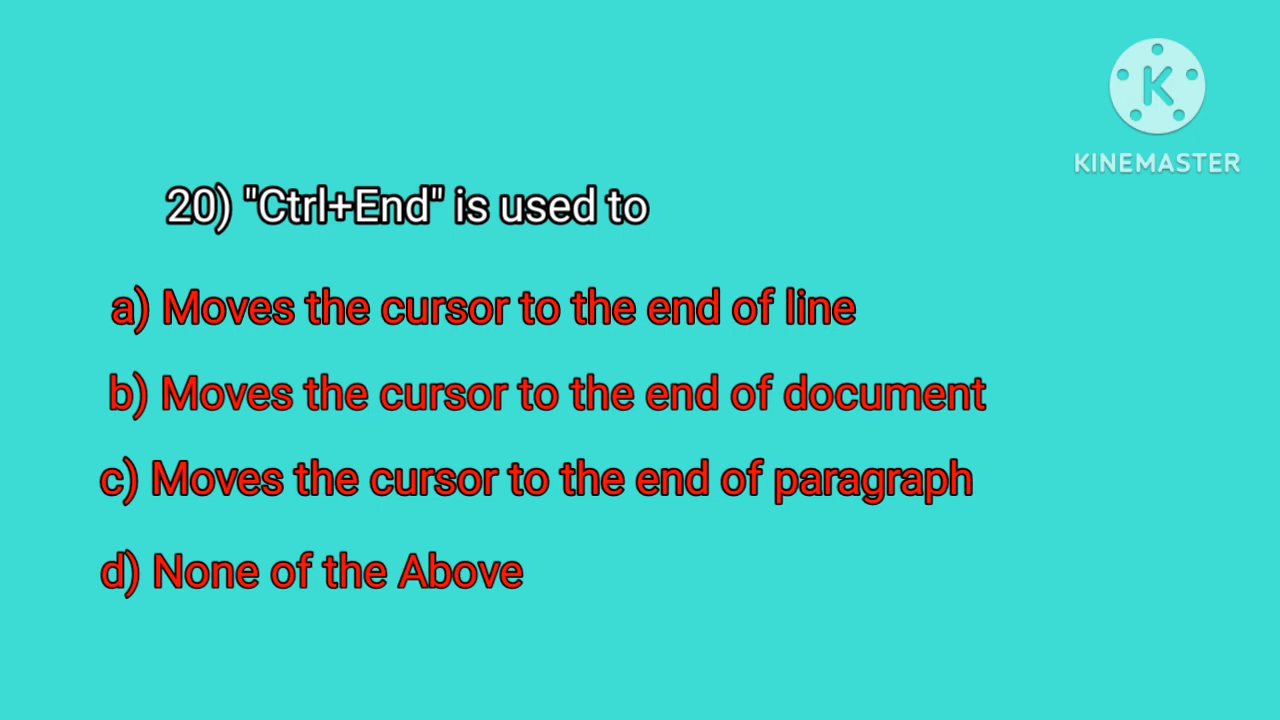 KINEMASTER
20) "Ctrl+End" is used to
a) Moves the cursor to the end of line
b) Moves the cursor to the end of document
c) Moves the cursor to the end of paragraph
d) None of the Above